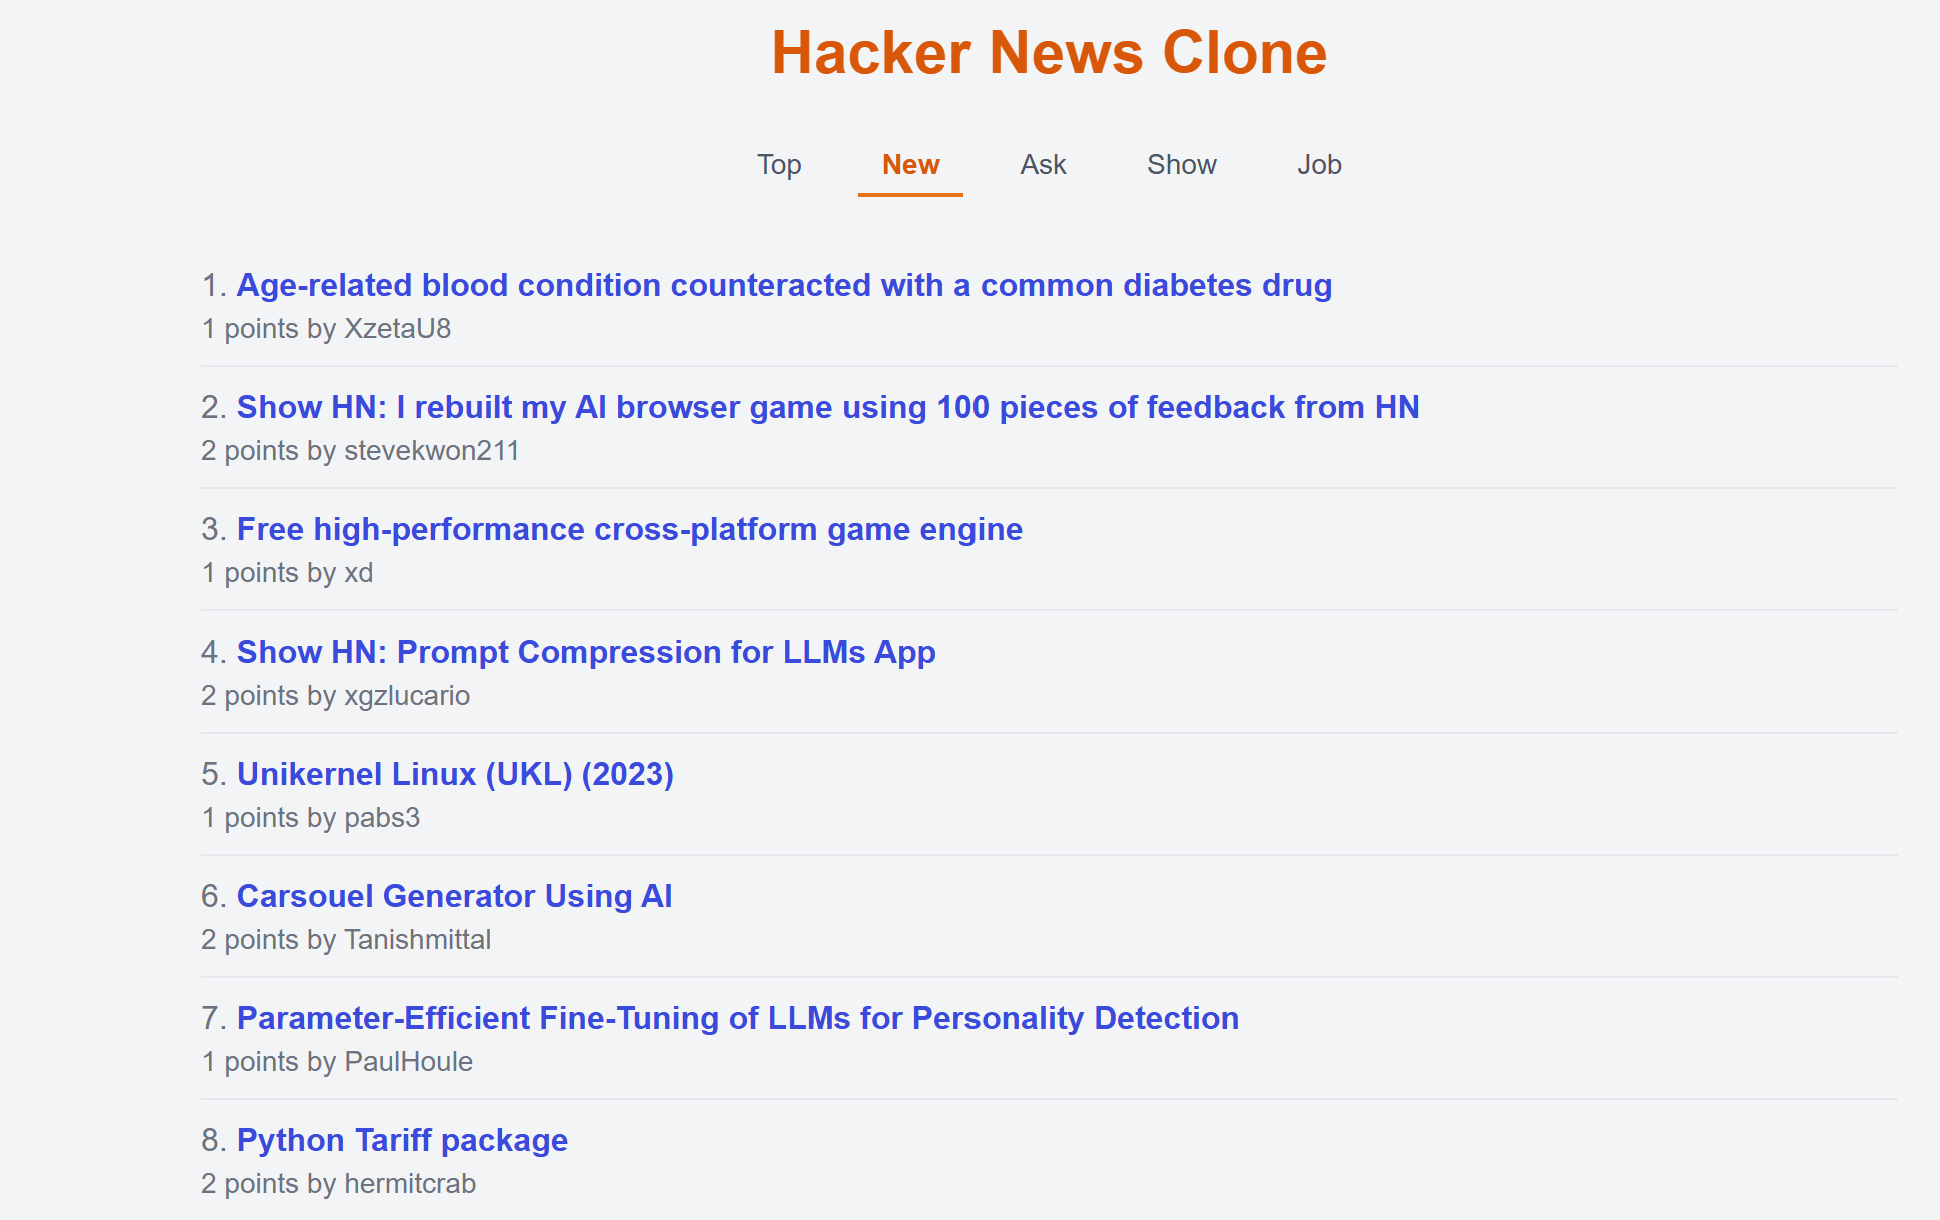 Hacker News Clone
Top New Ask Show Job
1. Age-related blood condition counteracted with a common diabetes drug
1 points by XzetaU8
2. Show HN: I rebuilt my AI browser game using 100 pieces of feedback from HN
2 points by stevekwon211
3. Free high-performance cross-platform game engine
1 points by xd
4. Show HN: Prompt Compression for LLMs App
2 points by xgzlucario
5. Unikernel Linux (UKL) (2023)
1 points by pabs3
6. Carsouel Generator Using AI
2 points by Tanishmittal
7. Parameter-Efficient Fine-Tuning of LLMs for Personality Detection
1 points by PaulHoule
8. Python Tariff package
2 points by hermitcrab